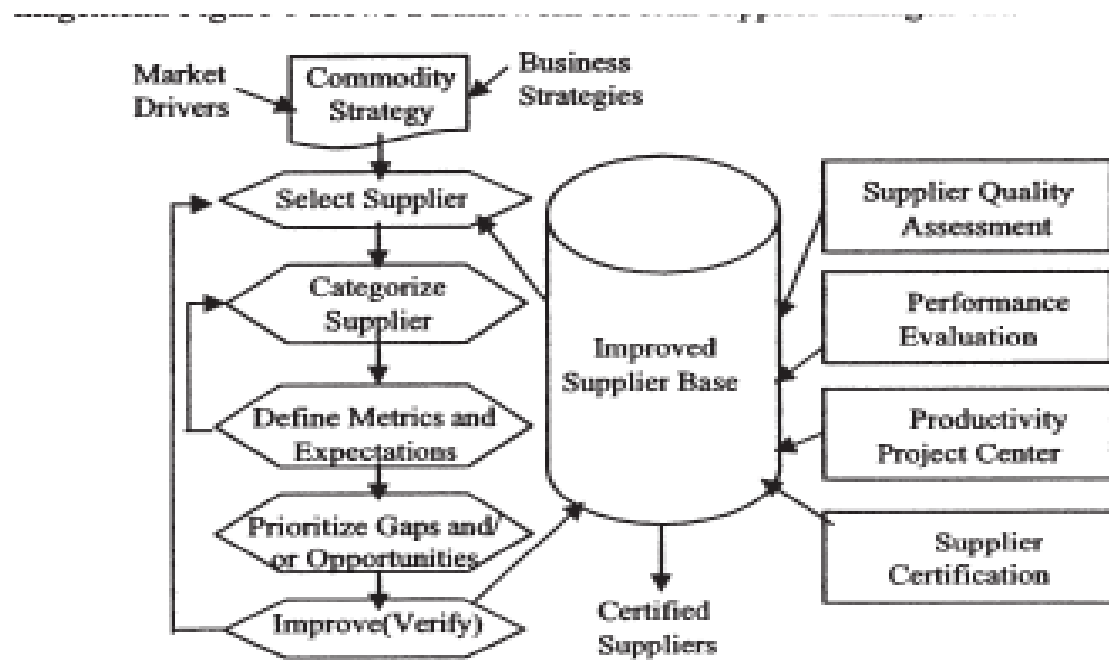 Market
Drivers
Commodity
Strategy
Business
Strategies
Select Supplier
Categorize
Supplier
Define Metrics and
Expectations
Prioritize Gaps and/
or Opportunities
Improve(Verify)
Improved
Supplier Base
Certified
Suppliers
Supplier Quality
Assessment
Performance
Evaluation
Productivity
Project Center
Supplier
Certification